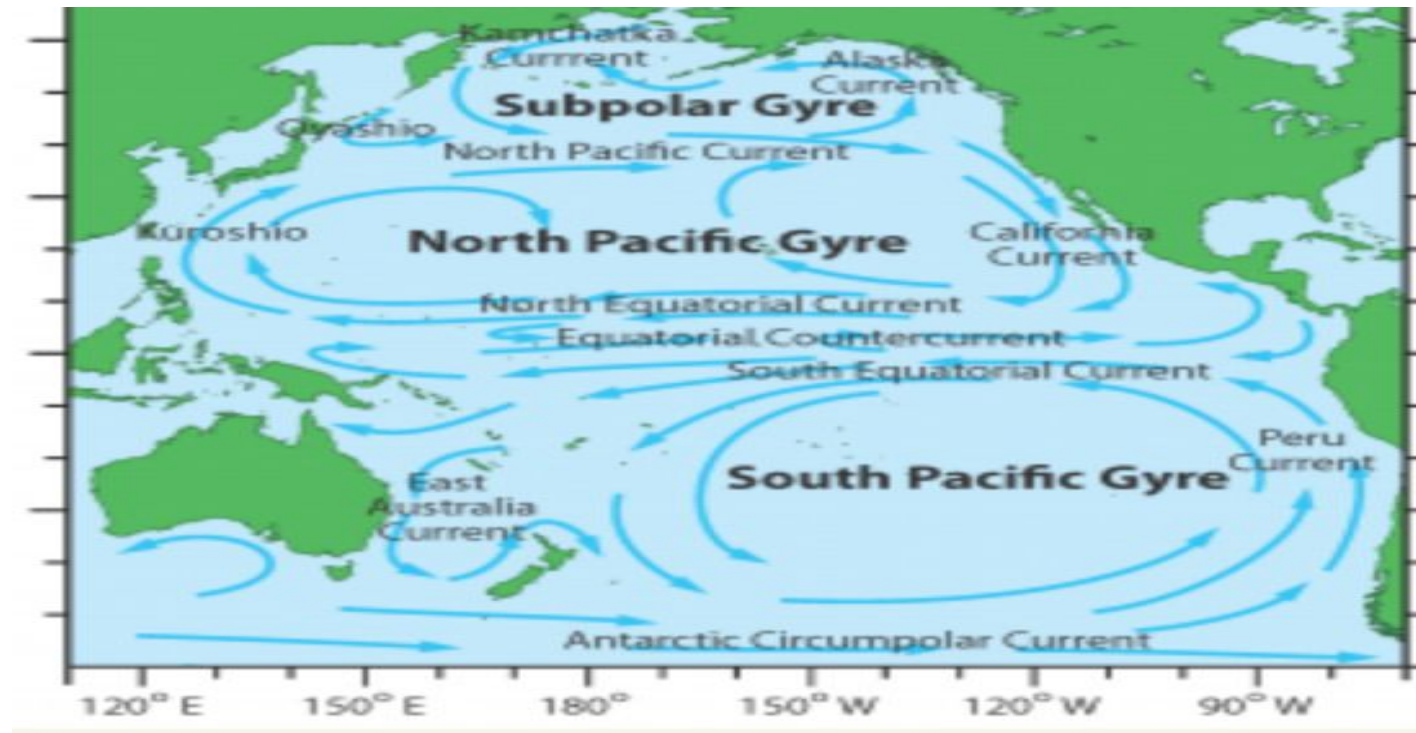 Kamchatka
Currrent
Alaska
Current
Subpolar Gyre
Oyashio
North Pacific Current
Kuroshio
North Pacific Gyre
California
Current
North Equatorial Current
Equatorial Countercurrent
South Equatorial Current
Peru
Current
South Pacific Gyre
East
Australia
Current
Antarctic Circumpolar Current
120° E 150° E 180° 150° W 120° W 90° W